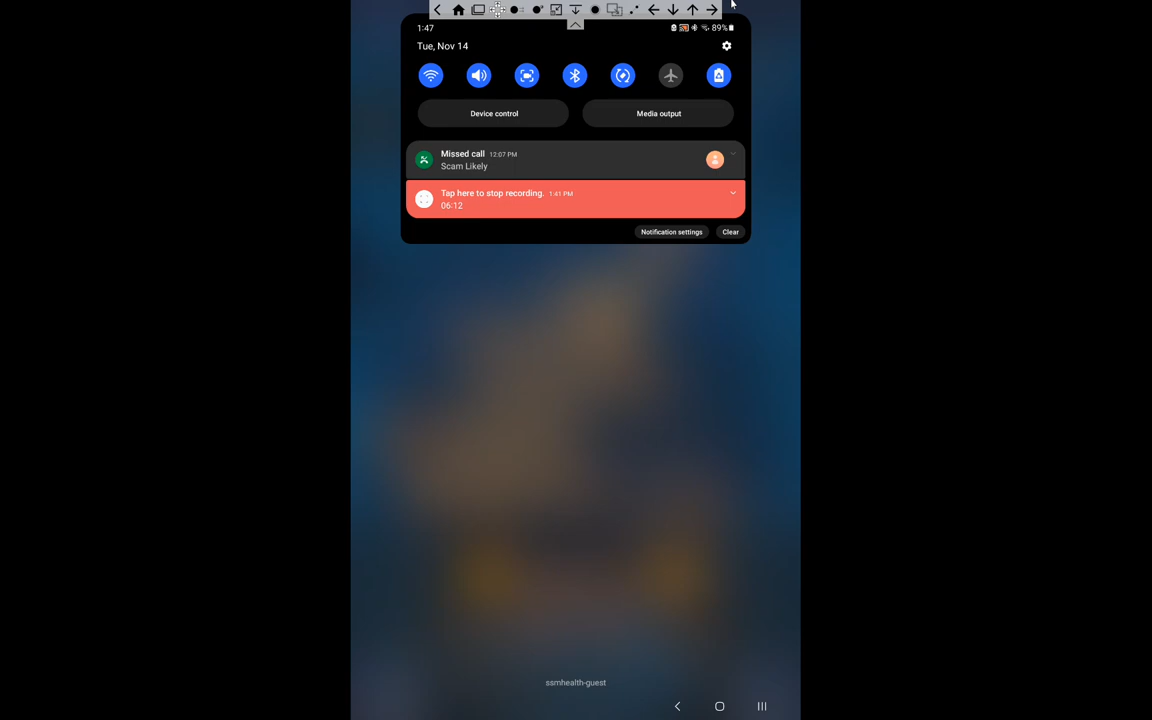 1:47
89%
Tue, Nov 14
Device control
Media output
Missed call 12:07 PM
Scam Likely
Tap here to stop recording. 1:41 PM
06:12
Notification settings
Clear
ssmhealth-guest